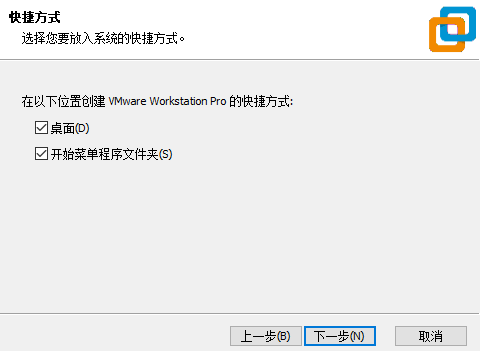 快捷方式
选择您要放入系统的快捷方式。
在以下位置创建 VMware Workstation Pro 的快捷方式:
桌面(D)
开始菜单程序文件夹(S)
上一步(B) 下一步(N) 取消